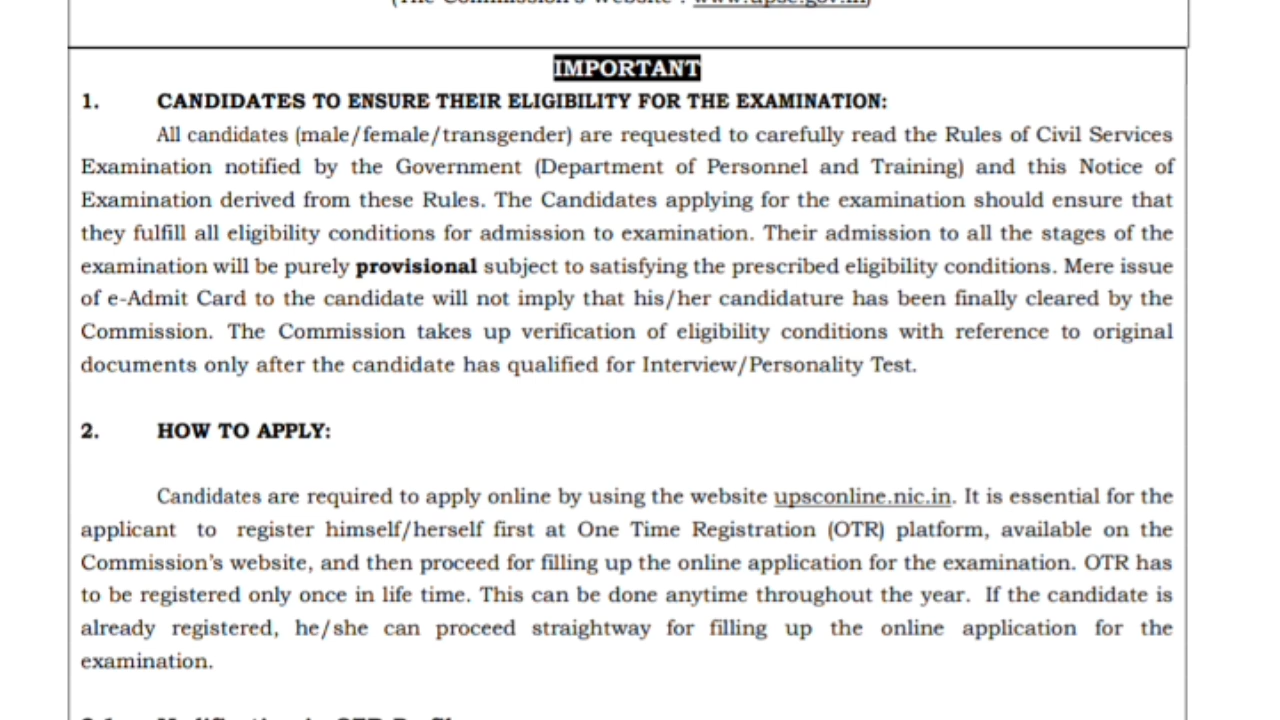 (The Commission's website : www.upsc.gov.in)
IMPORTANT
1. CANDIDATES TO ENSURE THEIR ELIGIBILITY FOR THE EXAMINATION:
All candidates (male/female/transgender) are requested to carefully read the Rules of Civil Services
Examination notified by the Government (Department of Personnel and Training) and this Notice of
Examination derived from these Rules. The Candidates applying for the examination should ensure that
they fulfill all eligibility conditions for admission to examination. Their admission to all the stages of the
examination will be purely provisional subject to satisfying the prescribed eligibility conditions. Mere issue
of e-Admit Card to the candidate will not imply that his/her candidature has been finally cleared by the
Commission. The Commission takes up verification of eligibility conditions with reference to original
documents only after the candidate has qualified for Interview/Personality Test.
2. HOW TO APPLY:
Candidates are required to apply online by using the website upsconline.nic.in. It is essential for the
applicant to register himself/herself first at One Time Registration (OTR) platform, available on the
Commission's website, and then proceed for filling up the online application for the examination. OTR has
to be registered only once in life time. This can be done anytime throughout the year. If the candidate is
already registered, he/she can proceed straightway for filling up the online application for the
examination.